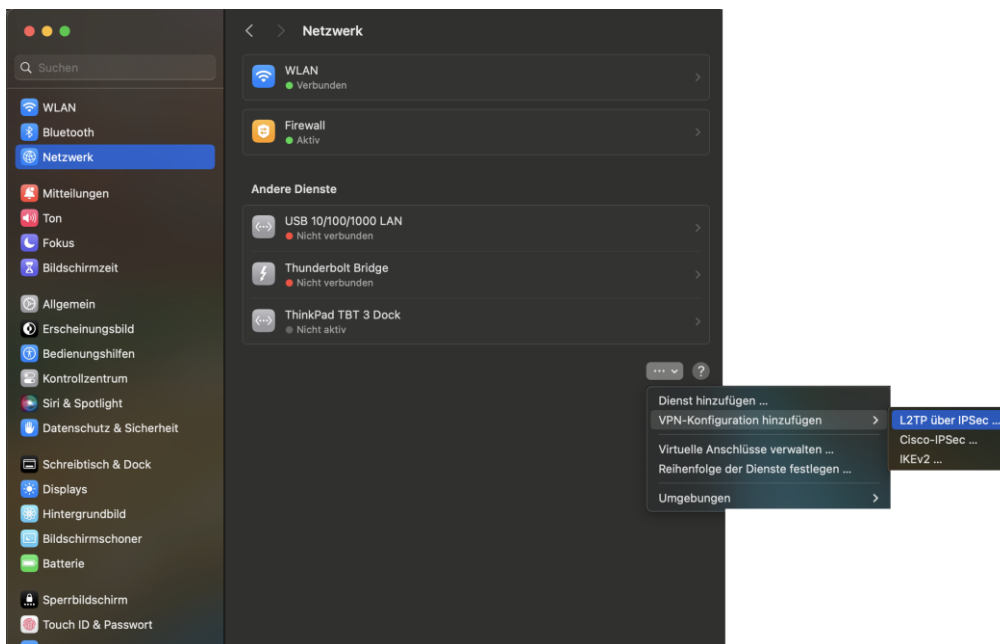 Netzwerk
Suchen
WLAN
Bluetooth
Netzwerk
Mitteilungen
Ton
Fokus
Bildschirmzeit
Allgemein
Erscheinungsbild
Bedienungshilfen
Kontrollzentrum
Siri & Spotlight
Datenschutz & Sicherheit
Schreibtisch & Dock
Displays
Hintergrundbild
Bildschirmschoner
Batterie
Sperrbildschirm
Touch ID & Passwort
WLAN
Verbunden
Firewall
Aktiv
Andere Dienste
USB 10/100/1000 LAN
Nicht verbunden
Thunderbolt Bridge
Nicht verbunden
ThinkPad TBT 3 Dock
Nicht aktiv
?
Dienst hinzufügen ...
VPN-Konfiguration hinzufügen
Virtuelle Anschlüsse verwalten ...
Reihenfolge der Dienste festlegen ...
Umgebungen
L2TP über IPSec ...
Cisco-IPSec ...
IKEv2 ...